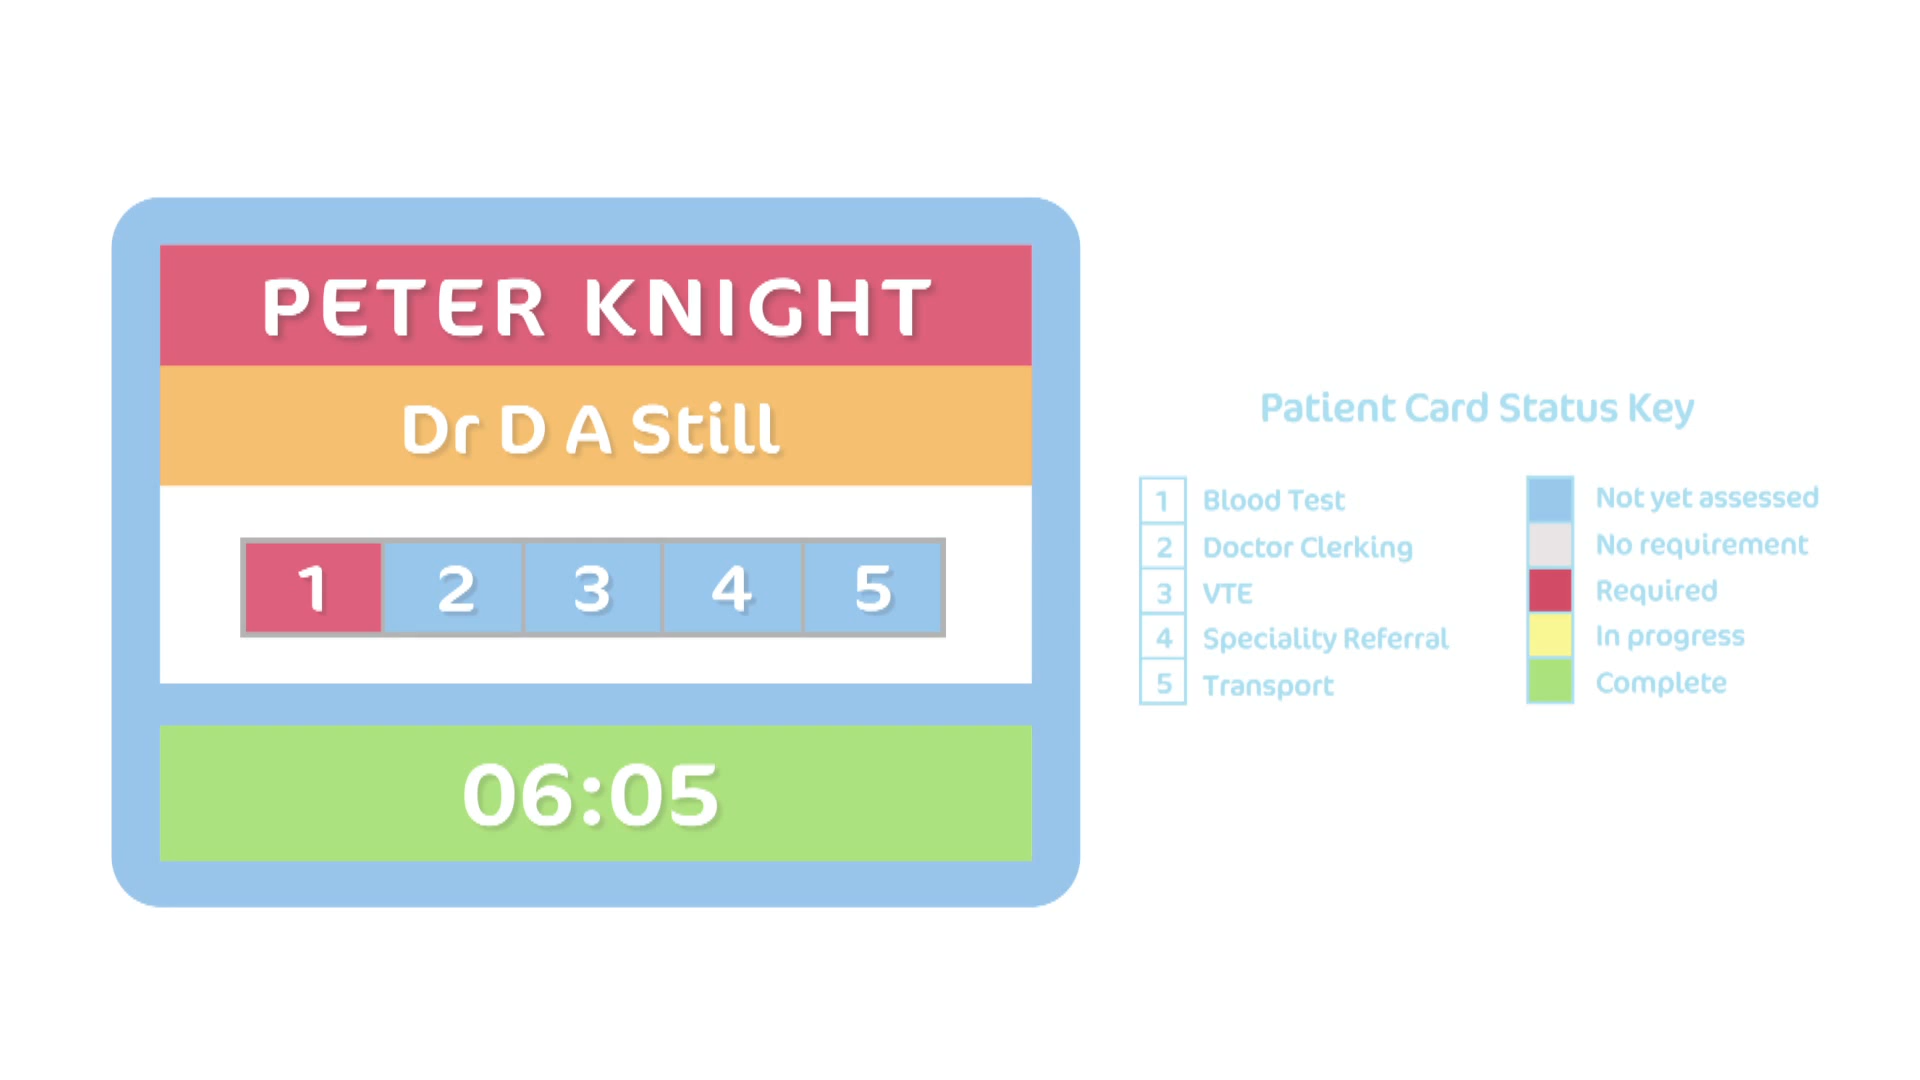 PETER KNIGHT
Dr D A Still
1 2 3 4 5
06:05
Patient Card Status Key
1 Blood Test
2 Doctor Clerking
3 VTE
4 Speciality Referral
5 Transport
Not yet assessed
No requirement
Required
In progress
Complete